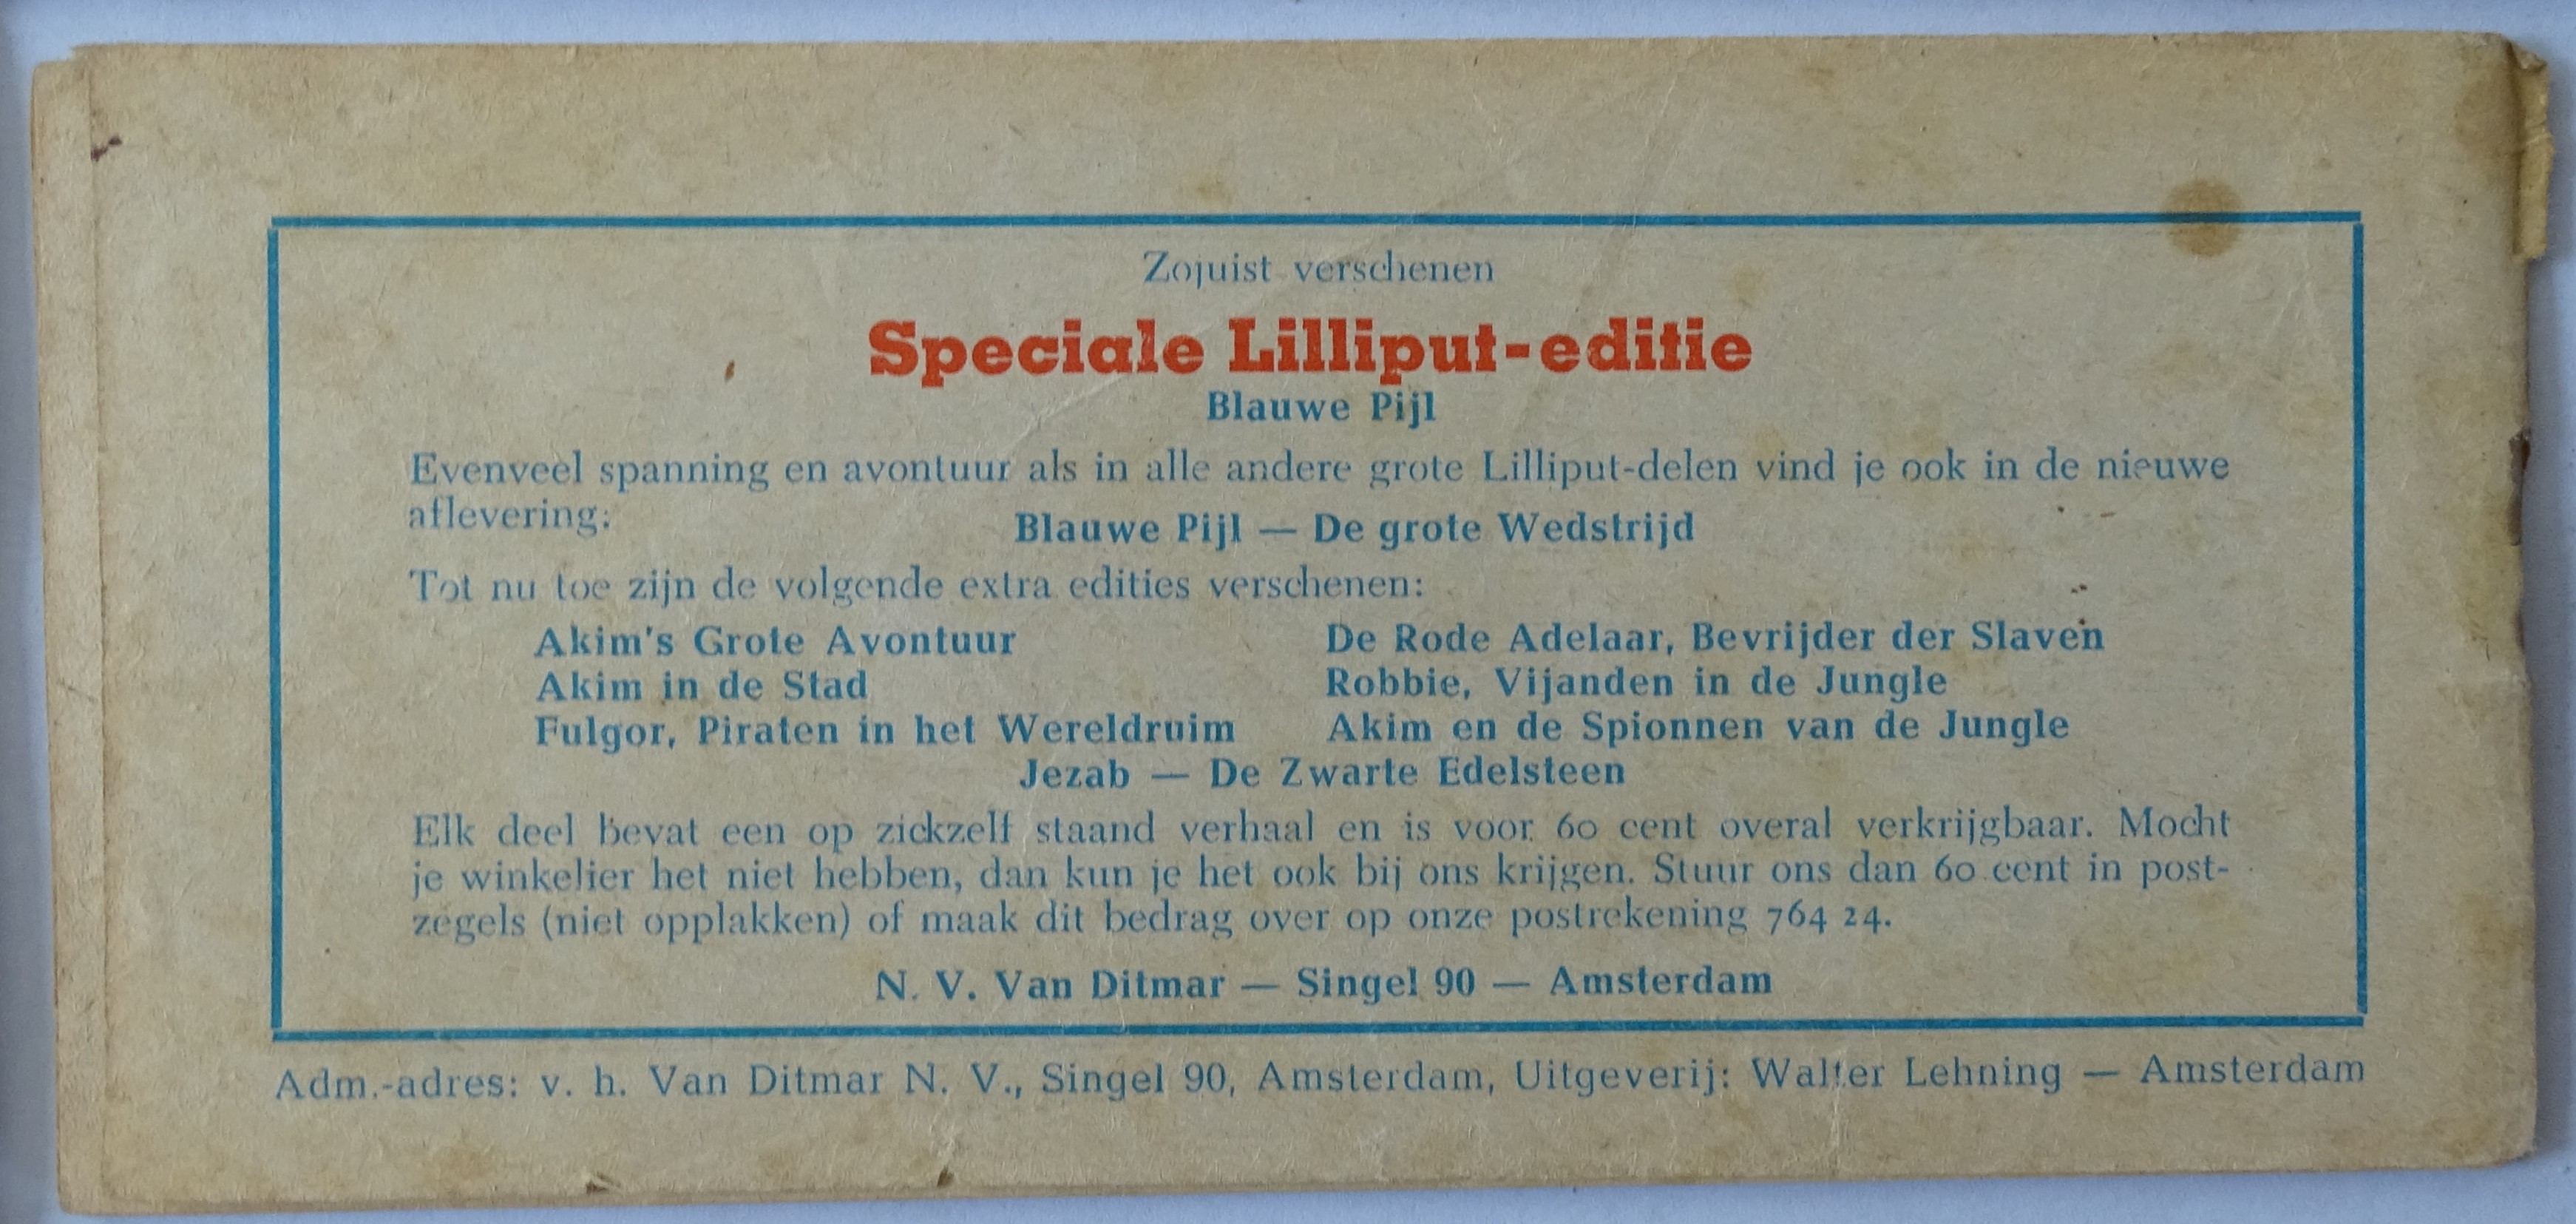 Zojuist verschenen
Speciale Lilliput-editie
Blauwe Pijl
Evenveel spanning en avontuur als in alle andere grote Lilliput-delen vind je ook in de nieuwe
aflevering:
Blauwe Pijl — De grote Wedstrijd
Tot nu toe zijn de volgende extra edities verschenen:
Akim's Grote Avontuur
Akim in de Stad
Fulgor, Piraten in het Wereldruim
De Rode Adelaar, Bevrijder der Slaven
Robbie, Vijanden in de Jungle
Akim en de Spionnen van de Jungle
Jezab — De Zwarte Edelsteen
Elk deel bevat een op zickzelf staand verhaal en is voor 60 cent overal verkrijgbaar. Mocht
je winkelier het niet hebben, dan kun je het ook bij ons krijgen. Stuur ons dan 60 cent in post-
zegels (niet opplakken) of maak dit bedrag over op onze postrekening 764 24.
N. V. Van Ditmar — Singel 90 — Amsterdam
Adm.-adres: v. h. Van Ditmar N. V., Singel 90, Amsterdam, Uitgeverij: Walter Lehning — Amsterdam